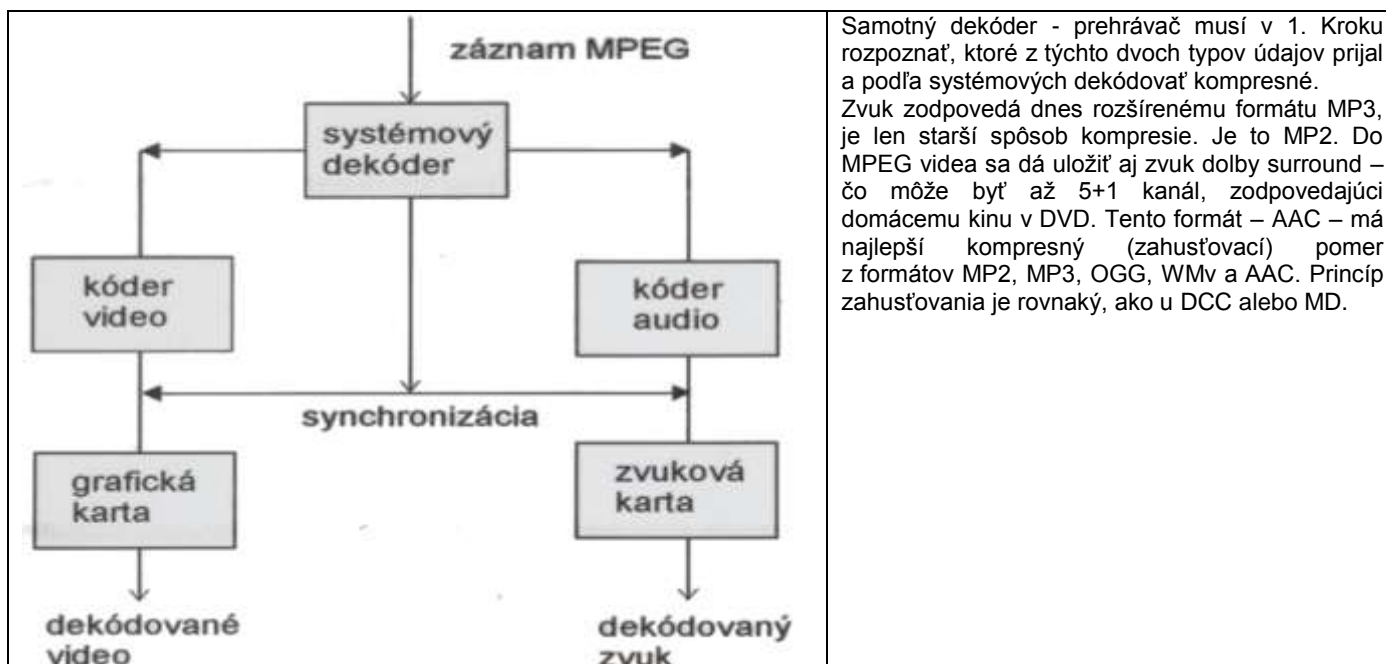 záznam MPEG
systémový
dekóder
kóder
video
kóder
audio
synchronizácia
grafická
karta
zvuková
karta
dekódované
video
dekódovaný
zvuk
Samotný dekóder - prehrávač musí v 1. Kroku
rozpoznať, ktoré z týchto dvoch typov údajov prijal
a podľa systémových dekódovať kompresné.
Zvuk zodpovedá dnes rozšírenému formátu MP3,
je len starší spôsob kompresie. Je to MP2. Do
MPEG videa sa dá uložiť aj zvuk dolby surround –
čo môže byť až 5+1 kanál, zodpovedajúci
domácemu kinu v DVD. Tento formát – AAC – má
najlepší kompresný (zahusťovací) pomer
z formátov MP2, MP3, OGG, WMv a AAC. Princíp
zahusťovania je rovnaký, ako u DCC alebo MD.